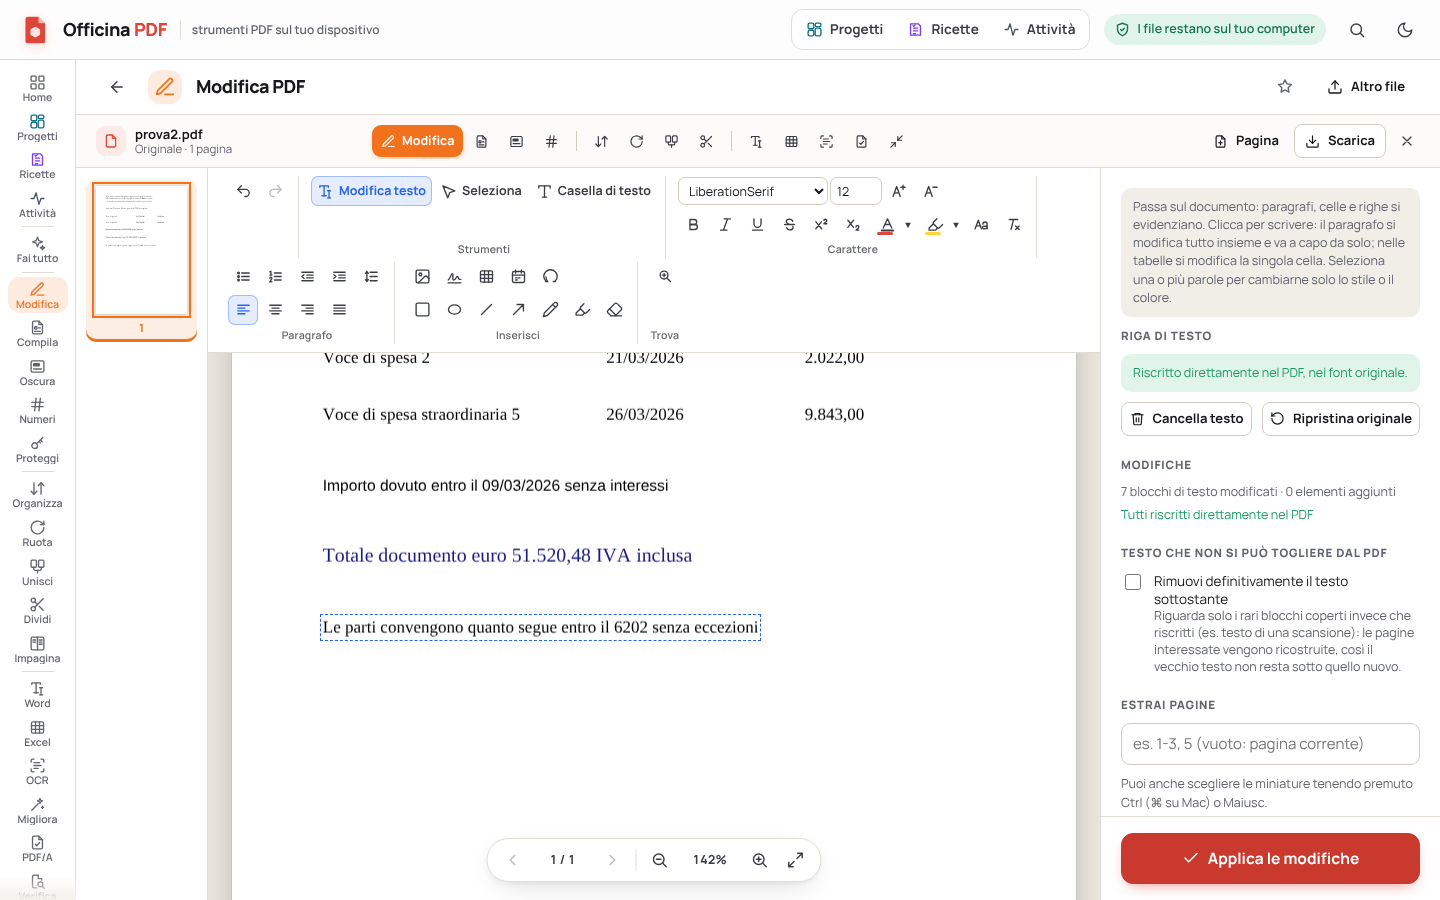 Officina PDF
strumenti PDF sul tuo dispositivo
Progetti
Ricette
Attività
I file restano sul tuo computer
Home
Progetti
Ricette
Attività
Fai tutto
Modifica
Compila
Oscura
Numeri
Proteggi
Organizza
Ruota
Unisci
Dividi
Impagina
Word
Excel
OCR
Migliora
PDF/A
Verifica
Modifica PDF
Altro file
prova2.pdf
Originale · 1 pagina
Modifica
Pagina
Scarica
1
Modifica testo
Seleziona
Casella di testo
Strumenti
LiberationSerif
12
Carattere
Paragrafo
Inserisci
Trova
Voce di spesa 2 21/03/2026 2.022,00
Voce di spesa straordinaria 5 26/03/2026 9.843,00
Importo dovuto entro il 09/03/2026 senza interessi
Totale documento euro 51.520,48 IVA inclusa
Le parti convengono quanto segue entro il 6202 senza eccezioni
1 / 1
142%
Passa sul documento: paragrafi, celle e righe si
evidenziano. Clicca per scrivere: il paragrafo si
modifica tutto insieme e va a capo da solo; nelle
tabelle si modifica la singola cella. Seleziona
una o più parole per cambiarne solo lo stile o il
colore.
RIGA DI TESTO
Riscritto direttamente nel PDF, nel font originale.
Cancella testo
Ripristina originale
MODIFICHE
7 blocchi di testo modificati · 0 elementi aggiunti
Tutti riscritti direttamente nel PDF
TESTO CHE NON SI PUÒ TOGLIERE DAL PDF
Rimuovi definitivamente il testo
sottostante
Riguarda solo i rari blocchi coperti invece che
riscritti (es. testo di una scansione): le pagine
interessate vengono ricostruite, così il
vecchio testo non resta sotto quello nuovo.
ESTRAI PAGINE
es. 1-3, 5 (vuoto: pagina corrente)
Puoi anche scegliere le miniature tenendo premuto
Ctrl (⌘ su Mac) o Maiusc.
Applica le modifiche